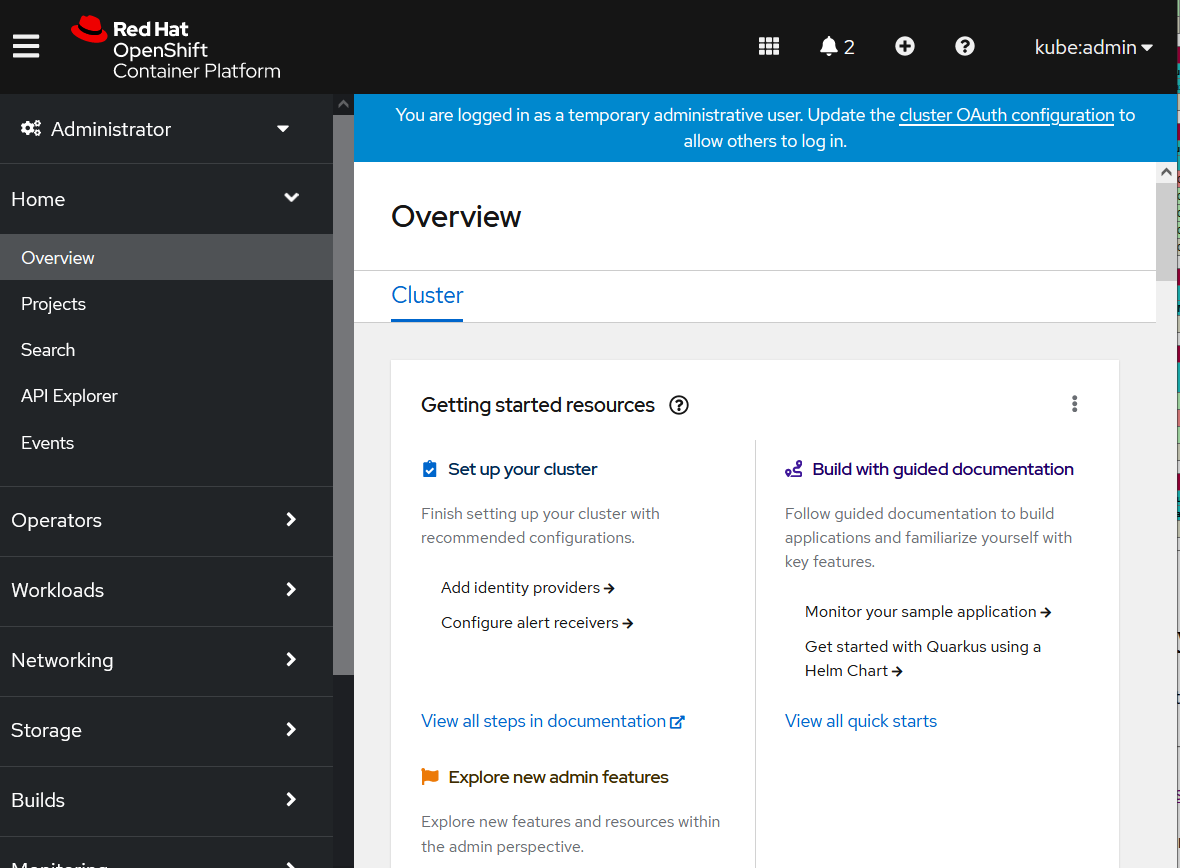 Red Hat
OpenShift
Container Platform
2
kube:admin
Administrator
Home
Overview
Projects
Search
API Explorer
Events
Operators
Workloads
Networking
Storage
Builds
Monitoring
You are logged in as a temporary administrative user. Update the cluster OAuth configuration to
allow others to log in.
Overview
Cluster
Getting started resources
Set up your cluster
Finish setting up your cluster with
recommended configurations.
Add identity providers
Configure alert receivers
View all steps in documentation
Build with guided documentation
Follow guided documentation to build
applications and familiarize yourself with
key features.
Monitor your sample application
Get started with Quarkus using a
Helm Chart
View all quick starts
Explore new admin features
Explore new features and resources within
the admin perspective.